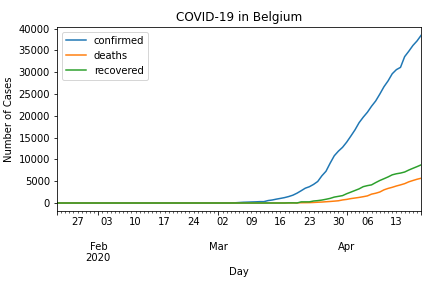 COVID-19 in Belgium
confirmed
deaths
recovered
Number of Cases
40000
35000
30000
25000
20000
15000
10000
5000
0
27 03 10 17 24 02 09 16 23 30 06 13
Feb Mar Apr
2020
Day